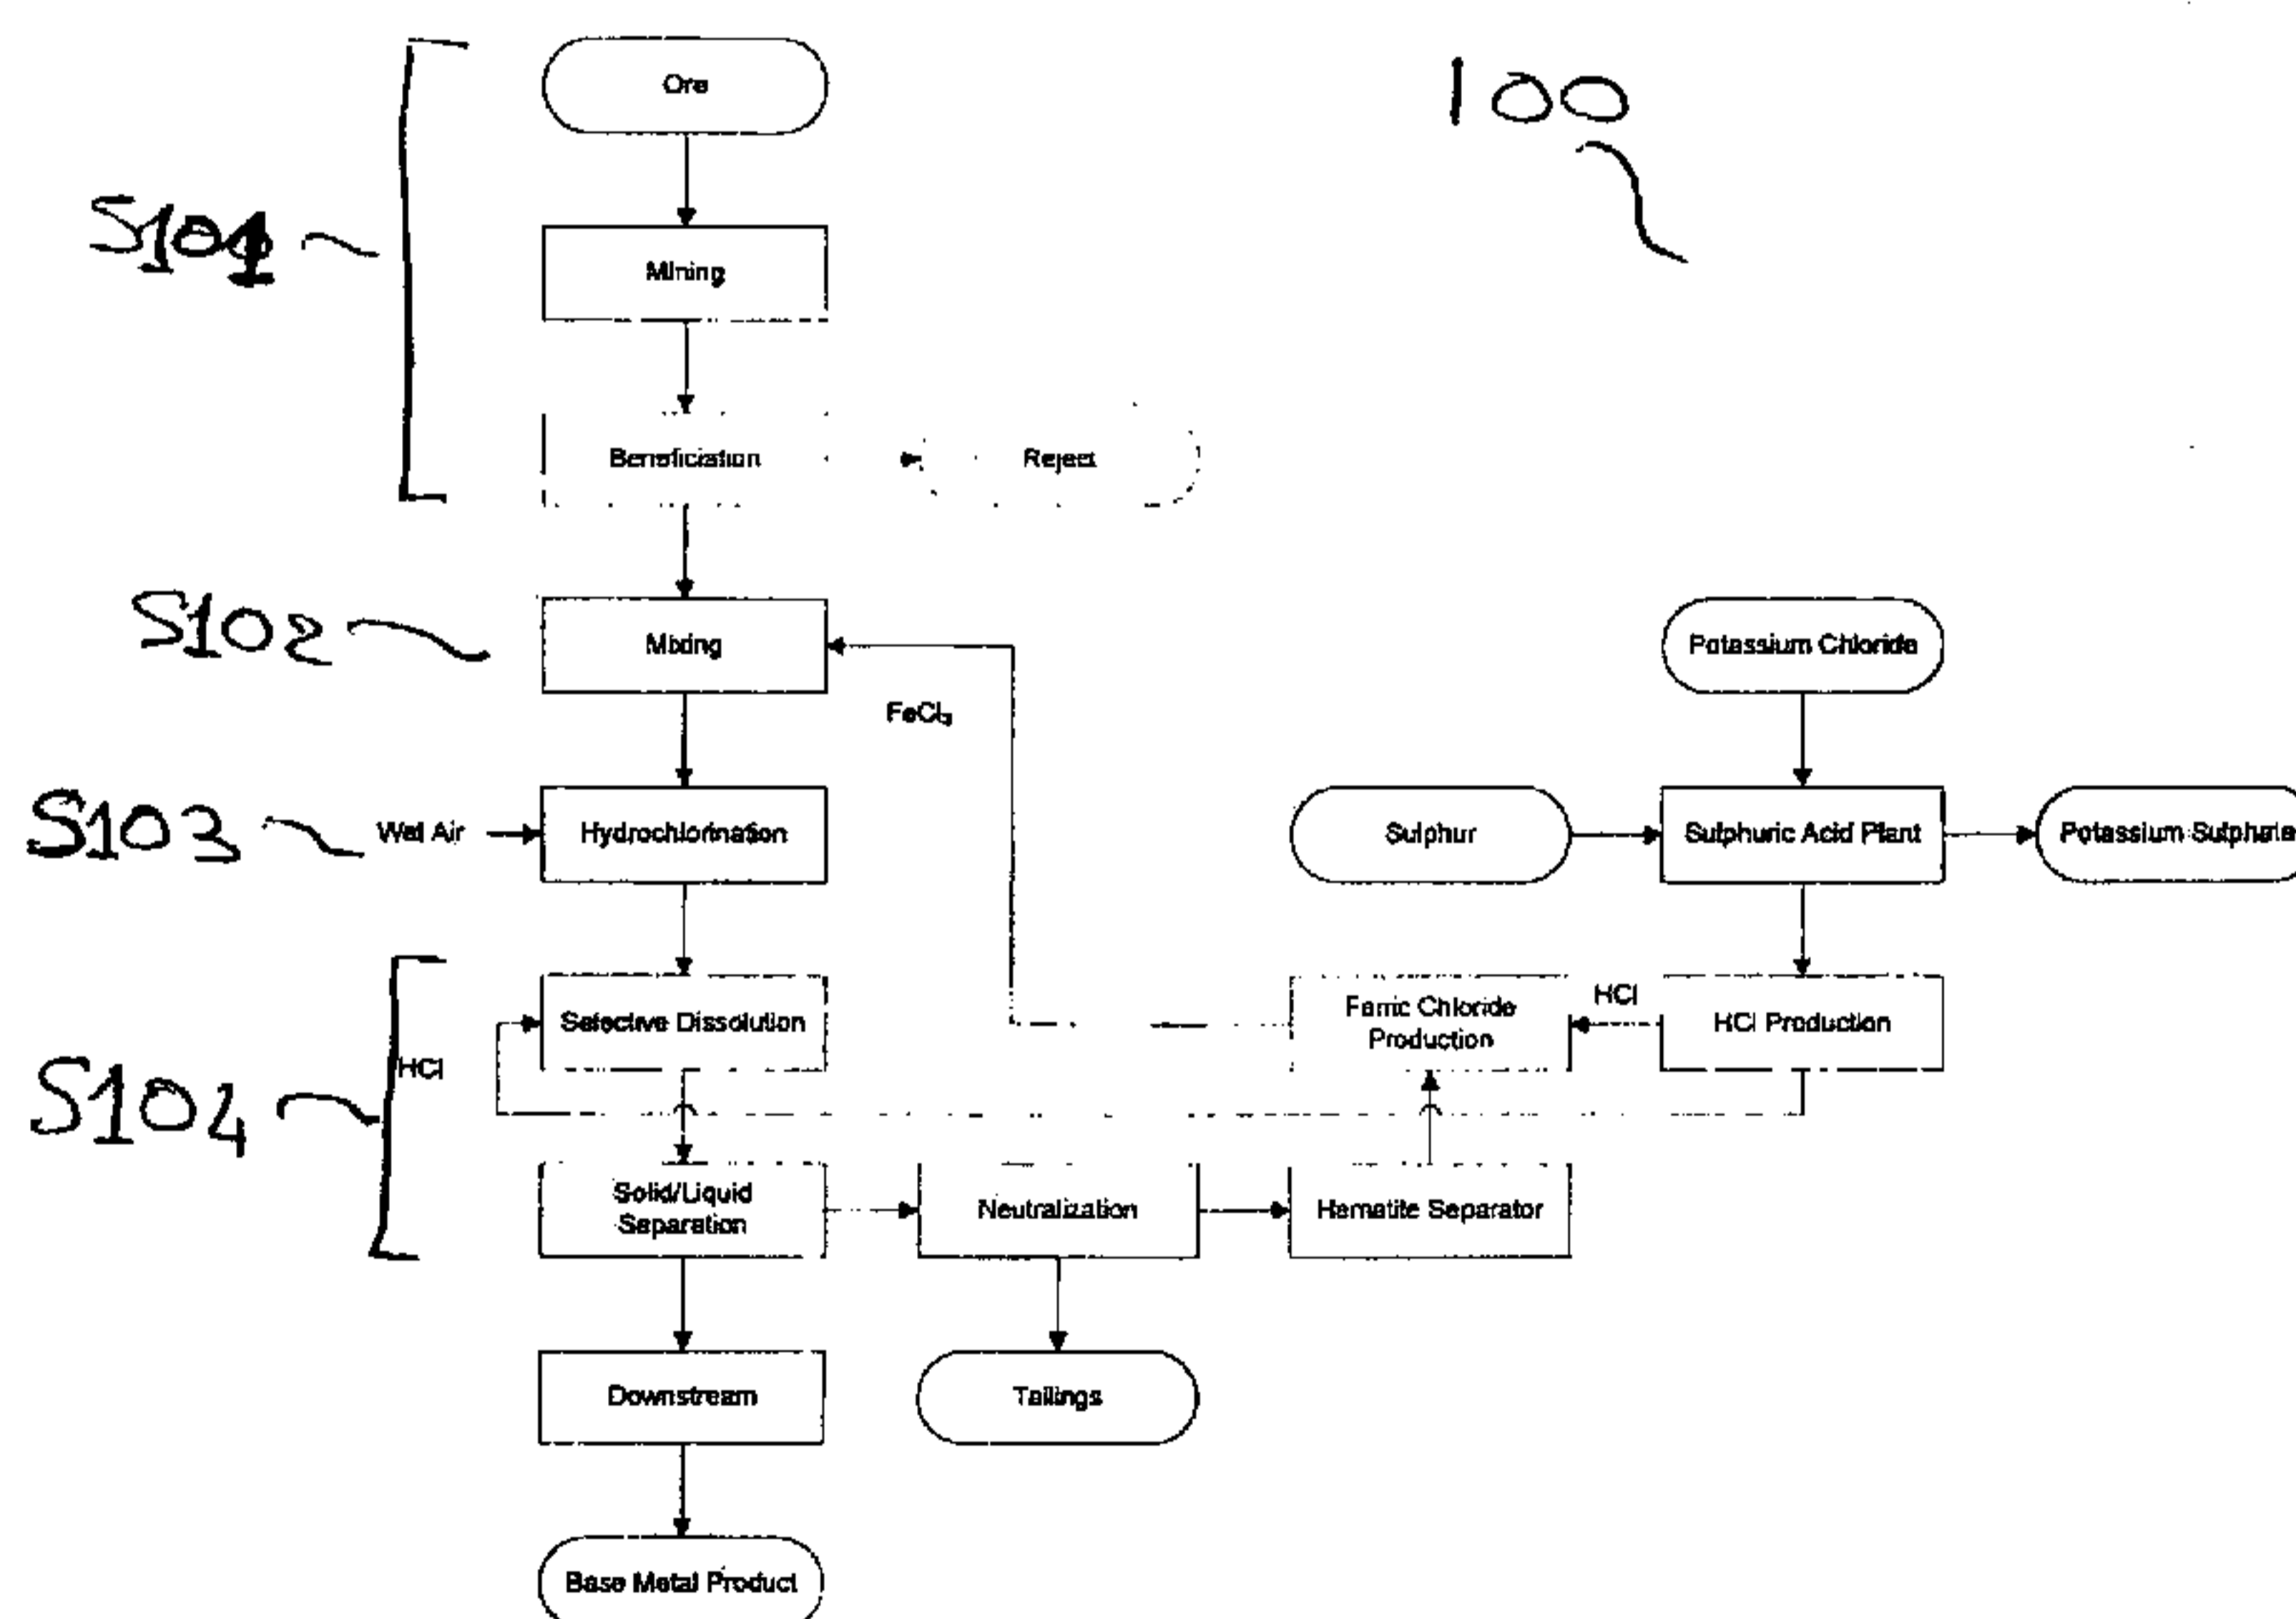 Ore
100
S101
Mining
Beneficiation
Reject
S102
Mixing
Potassium Chloride
FeCl3
S103
Wet Air
Hydrochlorination
Sulphur
Sulphuric Acid Plant
Potassium Sulphate
Selective Dissolution
Ferric Chloride
Production
HCl
HCl Production
S104
HCl
Solid/Liquid
Separation
Neutralization
Hematite Separator
Downstream
Tailings
Base Metal Product